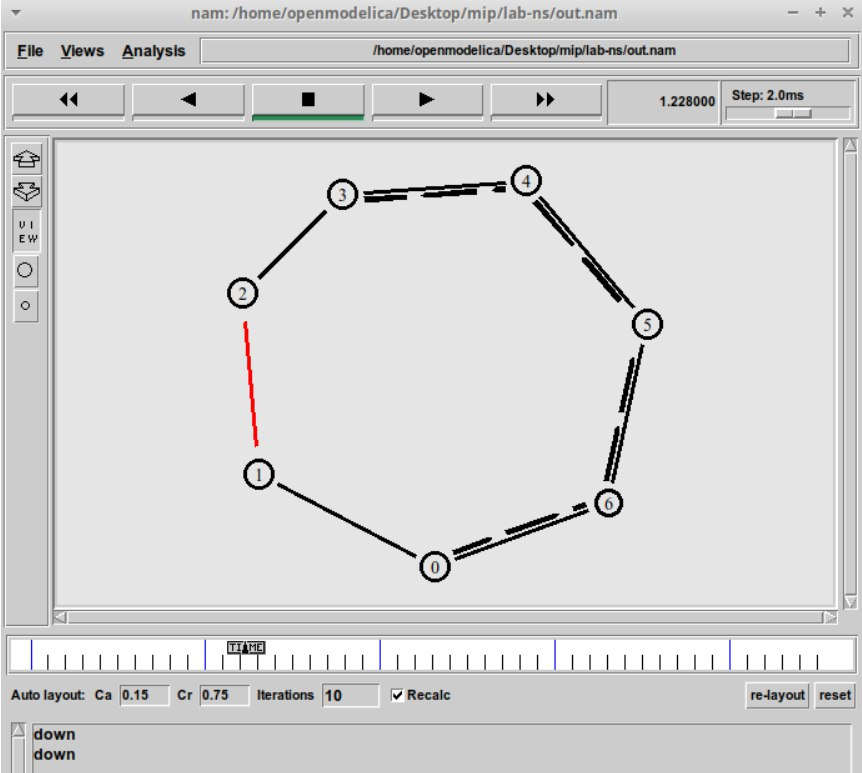 nam: /home/openmodelica/Desktop/mip/lab-ns/out.nam
File Views Analysis /home/openmodelica/Desktop/mip/lab-ns/out.nam
1.228000 Step: 2.0ms
V I
E W
3 4
2
5
1
6
0
TIME
Auto layout: Ca 0.15 Cr 0.75 Iterations 10 Recalc re-layout reset
down
down